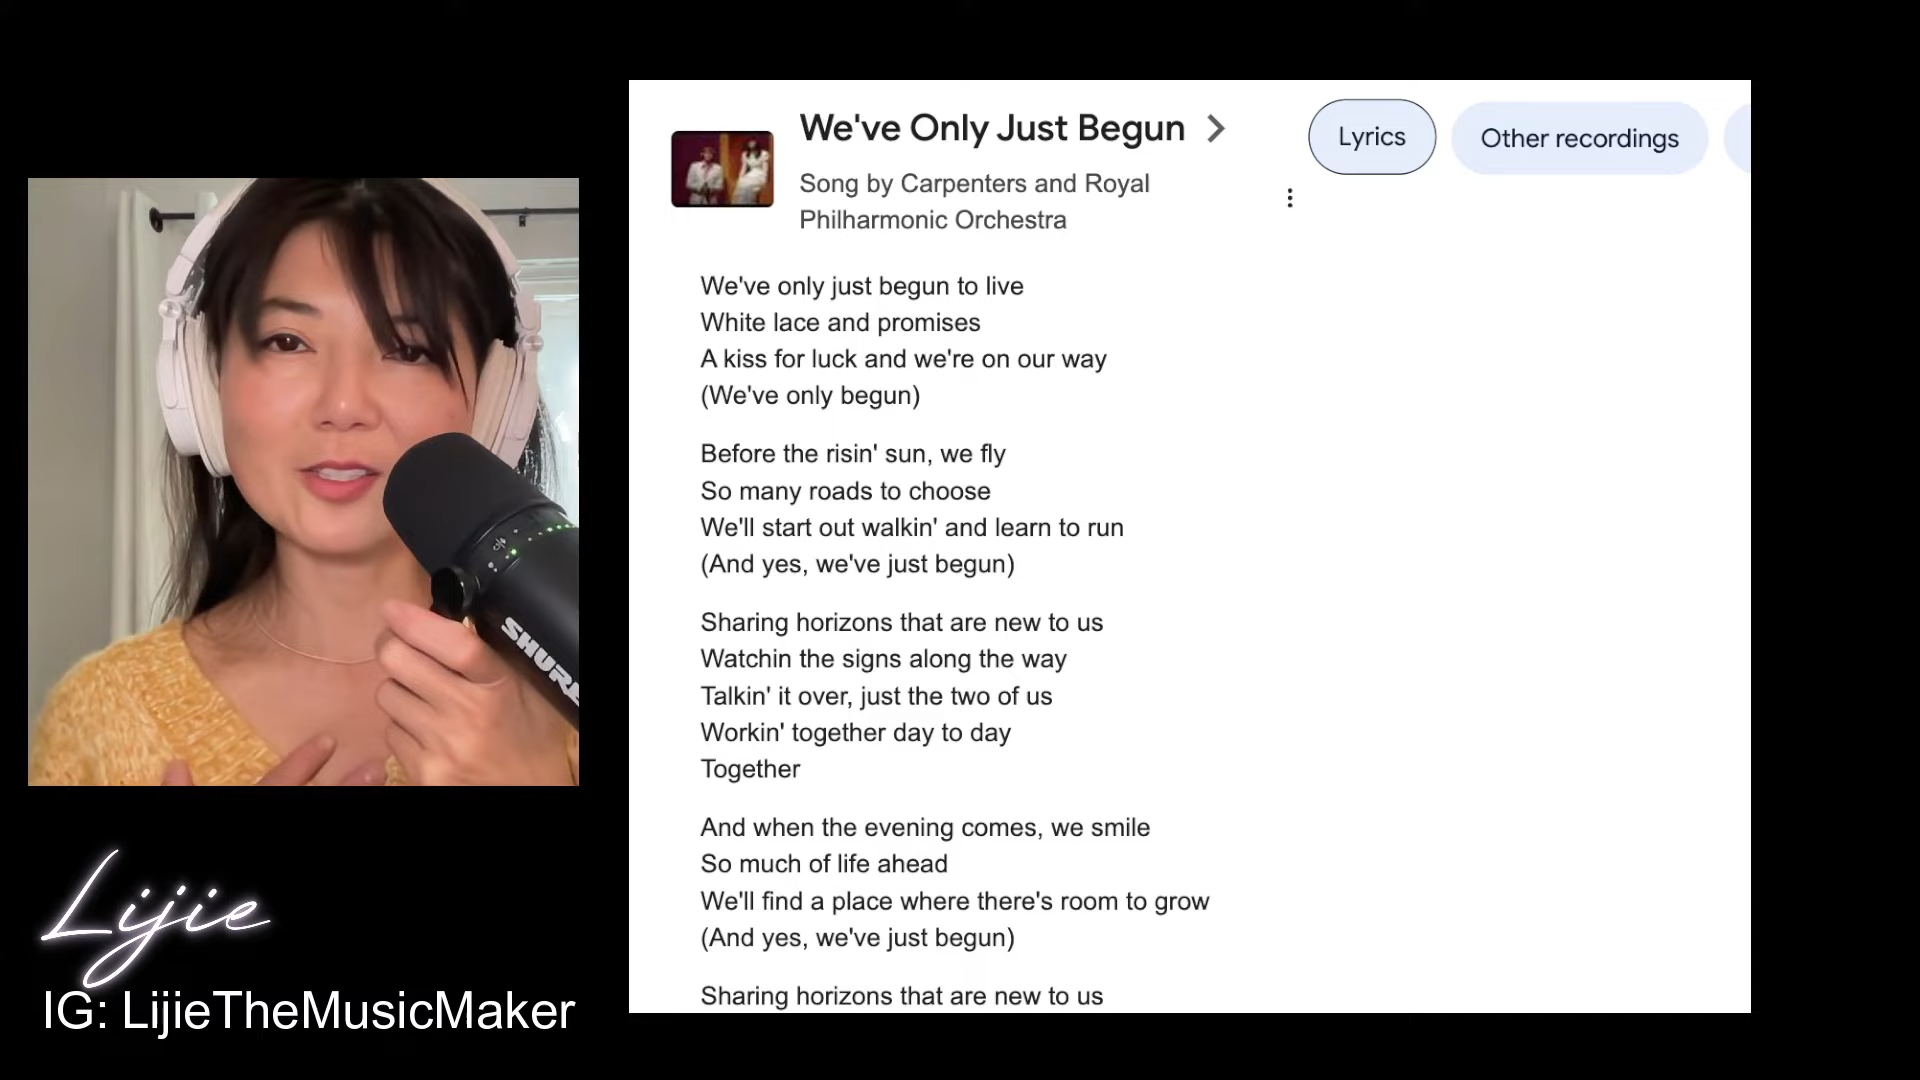 We've Only Just Begun
Lyrics
Other recordings
Song by Carpenters and Royal
Philharmonic Orchestra
We've only just begun to live
White lace and promises
A kiss for luck and we're on our way
(We've only begun)
Before the risin' sun, we fly
So many roads to choose
We'll start out walkin' and learn to run
(And yes, we've just begun)
Sharing horizons that are new to us
Watchin the signs along the way
Talkin' it over, just the two of us
Workin' together day to day
Together
And when the evening comes, we smile
So much of life ahead
We'll find a place where there's room to grow
(And yes, we've just begun)
Sharing horizons that are new to us
SHURE
Lijie
IG: LijieTheMusicMaker